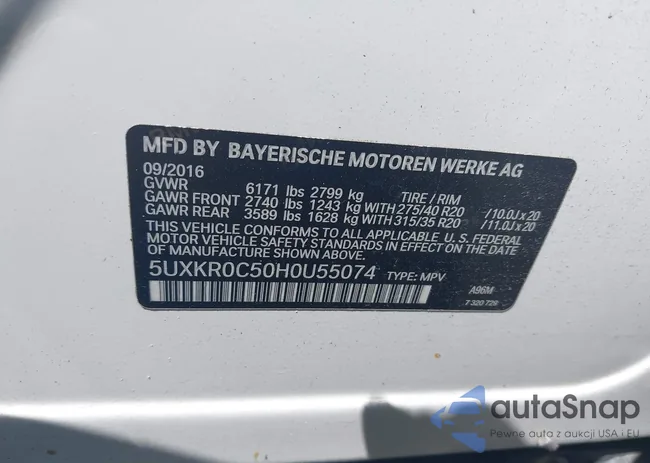 MFD BY BAYERISCHE MOTOREN WERKE AG
09/2016
GVWR 6171 lbs 2799 kg TIRE / RIM
GAWR FRONT 2740 lbs 1243 kg WITH 275/40 R20 /10.0J x 20
GAWR REAR 3589 lbs 1628 kg WITH 315/35 R20 /11.0J x 20
THIS VEHICLE CONFORMS TO ALL APPLICABLE U.S. FEDERAL
MOTOR VEHICLE SAFETY STANDARDS IN EFFECT ON THE DATE
OF MANUFACTURE SHOWN ABOVE.
5UXKR0C50H0U55074 TYPE: MPV
A96M
7 320 726
autaSnap
Pewne auta z aukcji USA i EU